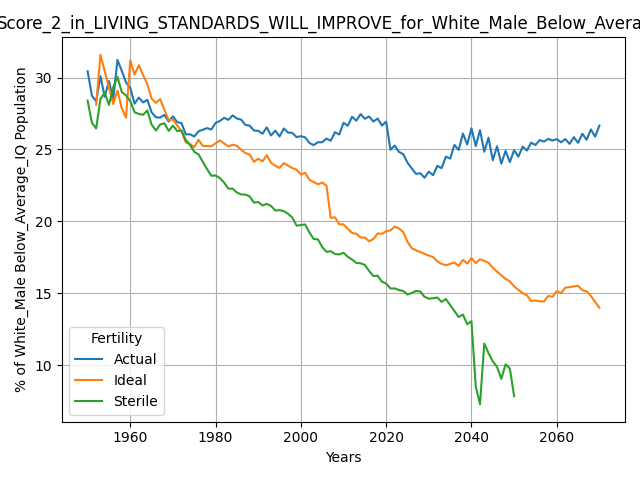 Score_2_in_LIVING_STANDARDS_WILL_IMPROVE_for_White_Male_Below_Avera
% of White_Male Below_Average_IQ Population
30
25
20
15
10
Fertility
Actual
Ideal
Sterile
1960 1980 2000 2020 2040 2060
Years